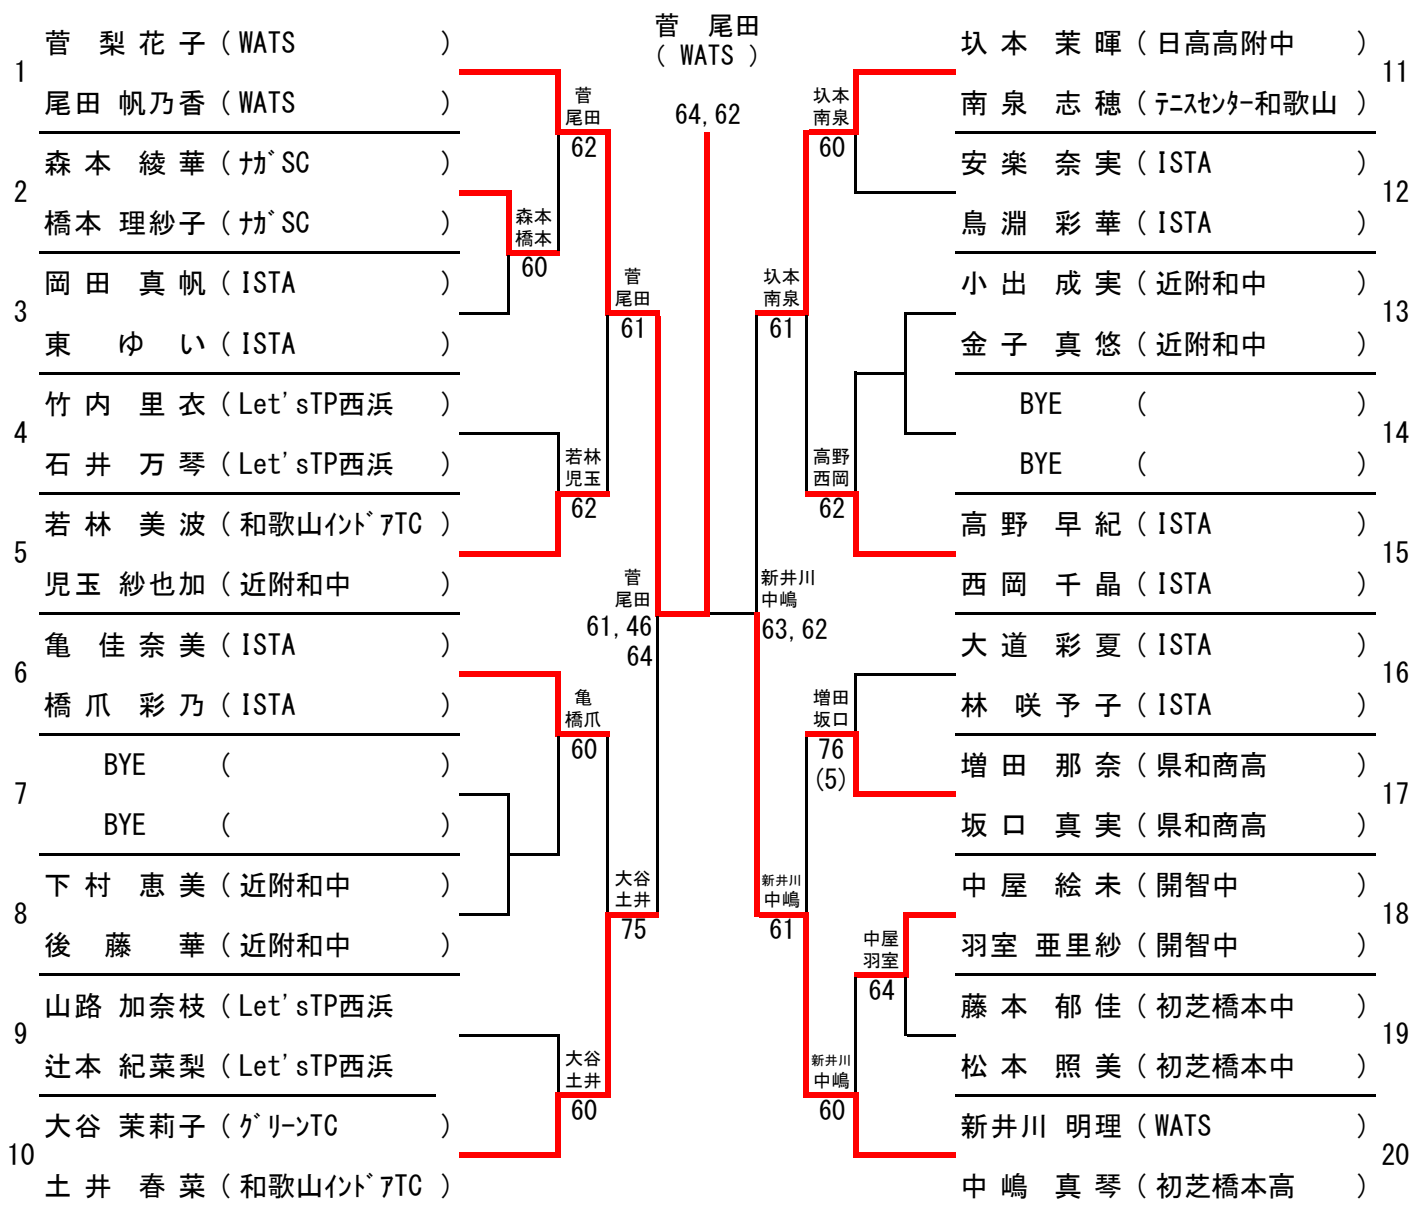 菅 尾田
( WATS )
64, 62
1
菅 梨花子 ( WATS )
尾田 帆乃香 ( WATS )
2
森本 綾華 ( ﾅｶﾞSC )
橋本 理紗子 ( ﾅｶﾞSC )
3
岡田 真帆 ( ISTA )
東 ゆい ( ISTA )
4
竹内 里衣 ( Let'sTP西浜 )
石井 万琴 ( Let'sTP西浜 )
5
若林 美波 ( 和歌山ｲﾝﾄﾞｱTC )
児玉 紗也加 ( 近附和中 )
6
亀 佳奈美 ( ISTA )
橋爪 彩乃 ( ISTA )
7
BYE ( )
BYE ( )
8
下村 恵美 ( 近附和中 )
後藤 華 ( 近附和中 )
9
山路 加奈枝 ( Let'sTP西浜
辻本 紀菜梨 ( Let'sTP西浜
10
大谷 茉莉子 ( ｸﾞﾘｰﾝTC )
土井 春菜 ( 和歌山ｲﾝﾄﾞｱTC )
菅
尾田
62
森本
橋本
60
菅
尾田
61
若林
児玉
62
菅
尾田
61, 46
64
亀
橋爪
60
大谷
土井
75
大谷
土井
60
圦本
南泉
60
圦本
南泉
61
高野
西岡
62
新井川
中嶋
63, 62
増田
坂口
76
(5)
新井川
中嶋
61
中屋
羽室
64
新井川
中嶋
60
圦本 茉暉 ( 日高高附中 )
南泉 志穂 ( ﾃﾆｽｾﾝﾀｰ和歌山 )
11
安楽 奈実 ( ISTA )
鳥淵 彩華 ( ISTA )
12
小出 成実 ( 近附和中 )
金子 真悠 ( 近附和中 )
13
BYE ( )
BYE ( )
14
高野 早紀 ( ISTA )
西岡 千晶 ( ISTA )
15
大道 彩夏 ( ISTA )
林 咲予子 ( ISTA )
16
増田 那奈 ( 県和商高 )
坂口 真実 ( 県和商高 )
17
中屋 絵未 ( 開智中 )
羽室 亜里紗 ( 開智中 )
18
藤本 郁佳 ( 初芝橋本中 )
松本 照美 ( 初芝橋本中 )
19
新井川 明理 ( WATS )
中嶋 真琴 ( 初芝橋本高 )
20